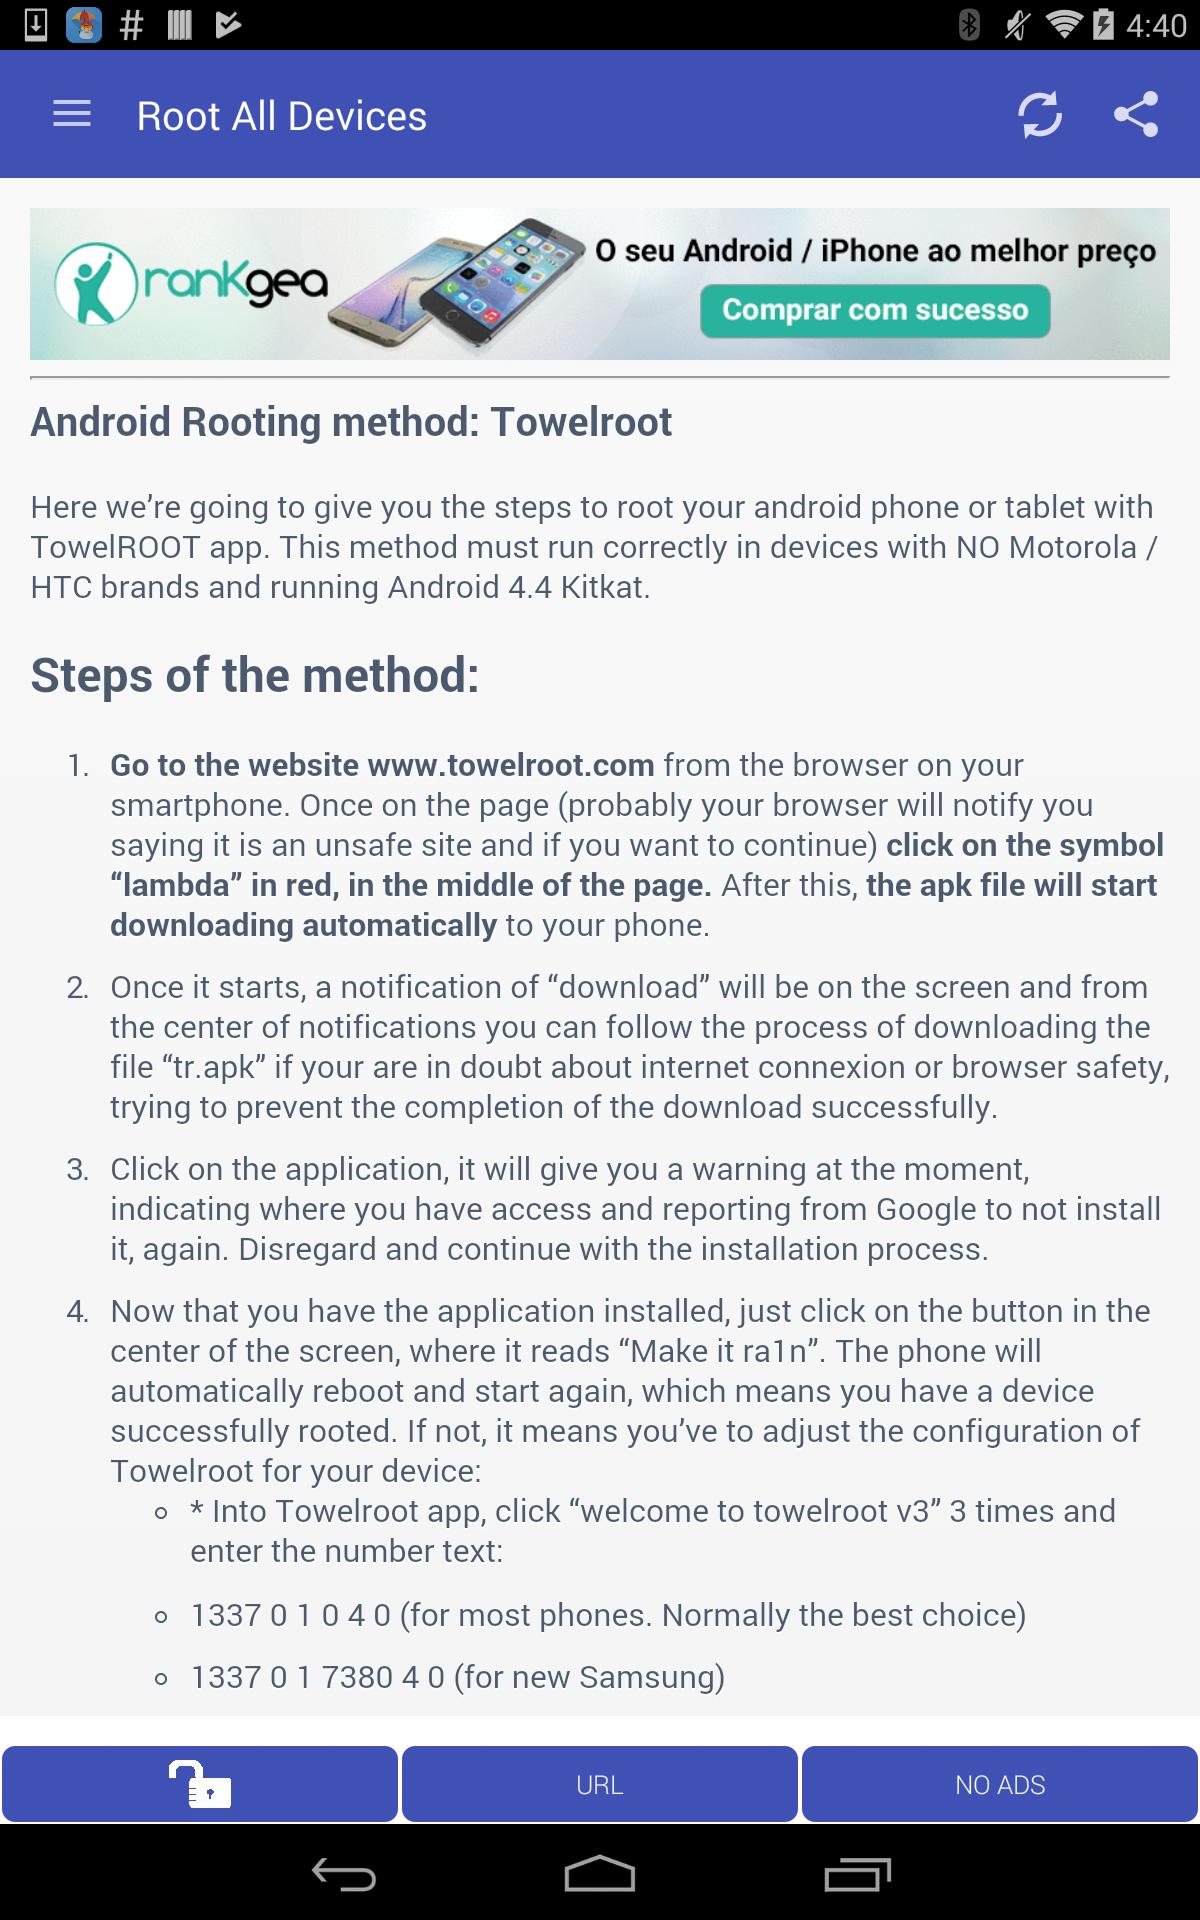 4:40
Root All Devices
rankgea
O seu Android / iPhone ao melhor preço
Comprar com sucesso
Android Rooting method: Towelroot
Here we’re going to give you the steps to root your android phone or tablet with
TowelROOT app. This method must run correctly in devices with NO Motorola /
HTC brands and running Android 4.4 Kitkat.
Steps of the method:
1. Go to the website www.towelroot.com from the browser on your
smartphone. Once on the page (probably your browser will notify you
saying it is an unsafe site and if you want to continue) click on the symbol
“lambda” in red, in the middle of the page. After this, the apk file will start
downloading automatically to your phone.
2. Once it starts, a notification of “download” will be on the screen and from
the center of notifications you can follow the process of downloading the
file “tr.apk” if your are in doubt about internet connexion or browser safety,
trying to prevent the completion of the download successfully.
3. Click on the application, it will give you a warning at the moment,
indicating where you have access and reporting from Google to not install
it, again. Disregard and continue with the installation process.
4. Now that you have the application installed, just click on the button in the
center of the screen, where it reads “Make it ra1n”. The phone will
automatically reboot and start again, which means you have a device
successfully rooted. If not, it means you’ve to adjust the configuration of
Towelroot for your device:
* Into Towelroot app, click “welcome to towelroot v3” 3 times and
enter the number text:
1337 0 1 0 4 0 (for most phones. Normally the best choice)
1337 0 1 7380 4 0 (for new Samsung)
URL
NO ADS